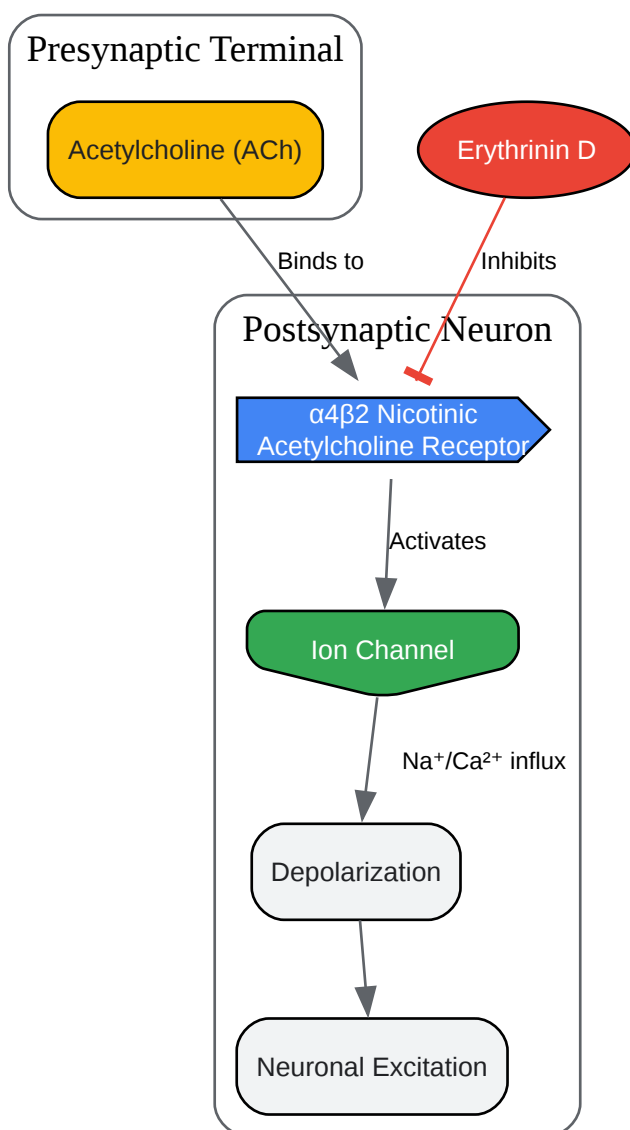 Presynaptic Terminal
Acetylcholine (ACh)
Erythrinin D
Binds to
Inhibits
Postsynaptic Neuron
α4β2 Nicotinic
Acetylcholine Receptor
Activates
Ion Channel
Na⁺/Ca²⁺ influx
Depolarization
Neuronal Excitation